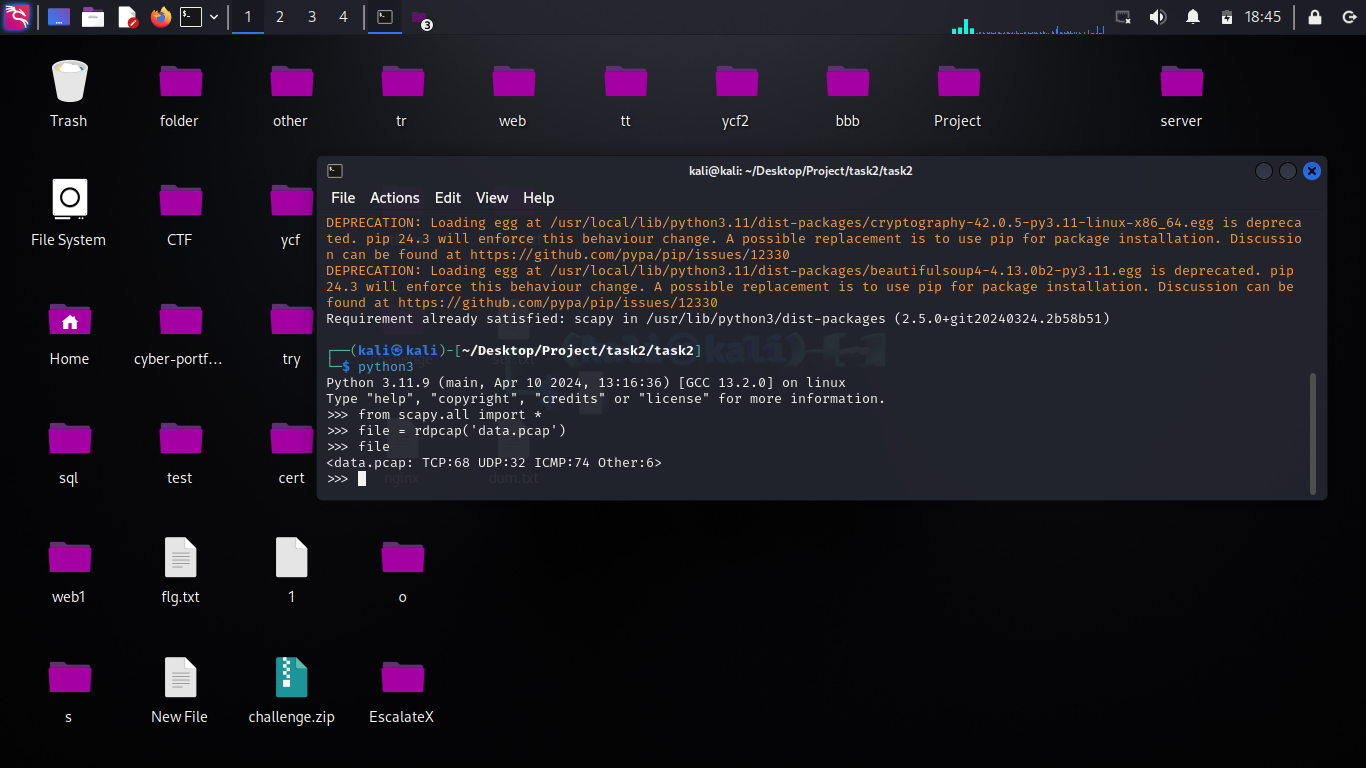 1 2 3 4
3
18:45
Trash
folder
other
tr
web
tt
ycf2
bbb
Project
server
File System
CTF
ycf
Home
cyber-portf...
try
sql
test
cert
nginx
dum.txt
web1
flg.txt
1
o
s
New File
challenge.zip
EscalateX
kali@kali: ~/Desktop/Project/task2/task2
File Actions Edit View Help
DEPRECATION: Loading egg at /usr/local/lib/python3.11/dist-packages/cryptography-42.0.5-py3.11-linux-x86_64.egg is depreca
ted. pip 24.3 will enforce this behaviour change. A possible replacement is to use pip for package installation. Discussio
n can be found at https://github.com/pypa/pip/issues/12330
DEPRECATION: Loading egg at /usr/local/lib/python3.11/dist-packages/beautifulsoup4-4.13.0b2-py3.11.egg is deprecated. pip
24.3 will enforce this behaviour change. A possible replacement is to use pip for package installation. Discussion can be
found at https://github.com/pypa/pip/issues/12330
Requirement already satisfied: scapy in /usr/lib/python3/dist-packages (2.5.0+git20240324.2b58b51)
┌──(kali㉿kali)-[~/Desktop/Project/task2/task2]
└─$ python3
Python 3.11.9 (main, Apr 10 2024, 13:16:36) [GCC 13.2.0] on linux
Type "help", "copyright", "credits" or "license" for more information.
>>> from scapy.all import *
>>> file = rdpcap('data.pcap')
>>> file
<data.pcap: TCP:68 UDP:32 ICMP:74 Other:6>
>>>